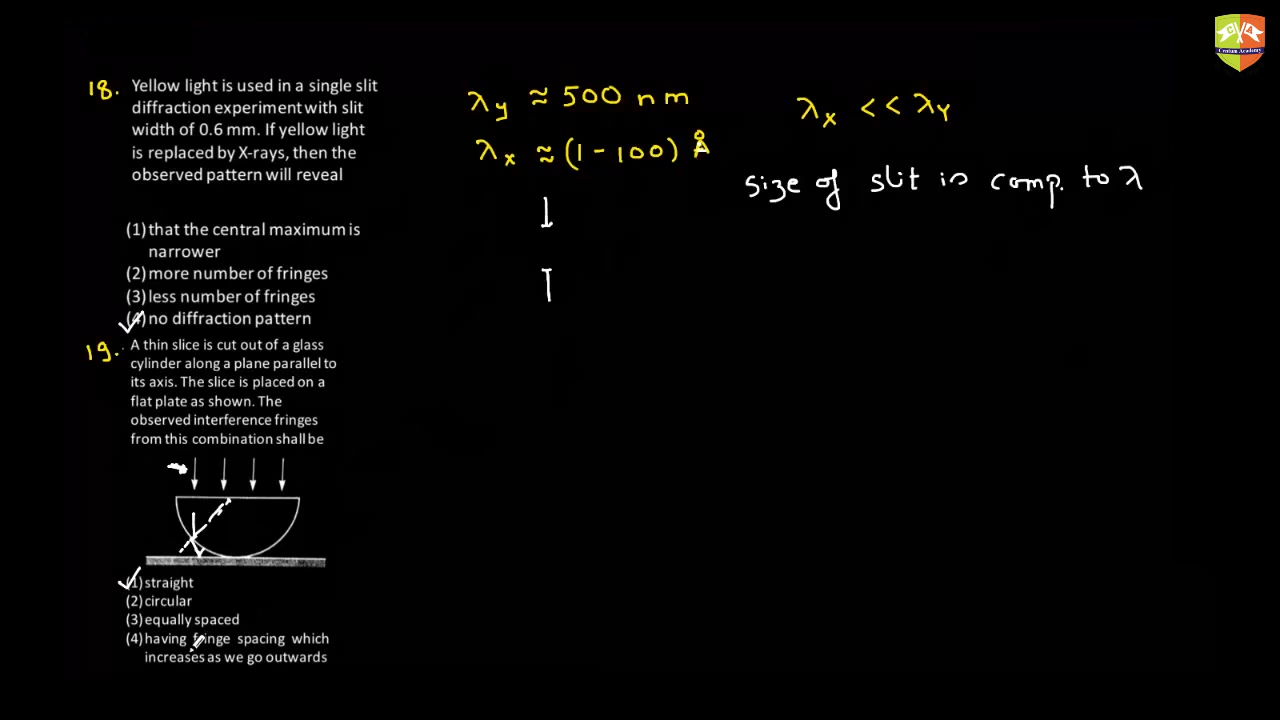 18. Yellow light is used in a single slit
diffraction experiment with slit
width of 0.6 mm. If yellow light
is replaced by X-rays, then the
observed pattern will reveal
(1) that the central maximum is
narrower
(2) more number of fringes
(3) less number of fringes
(4) no diffraction pattern
19. A thin slice is cut out of a glass
cylinder along a plane parallel to
its axis. The slice is placed on a
flat plate as shown. The
observed interference fringes
from this combination shall be
(1) straight
(2) circular
(3) equally spaced
(4) having fringe spacing which
increases as we go outwards
λy ≈ 500 nm
λx ≈ (1 - 100) Å
λx << λy
size of slit is comp. to λ
Centum Academy